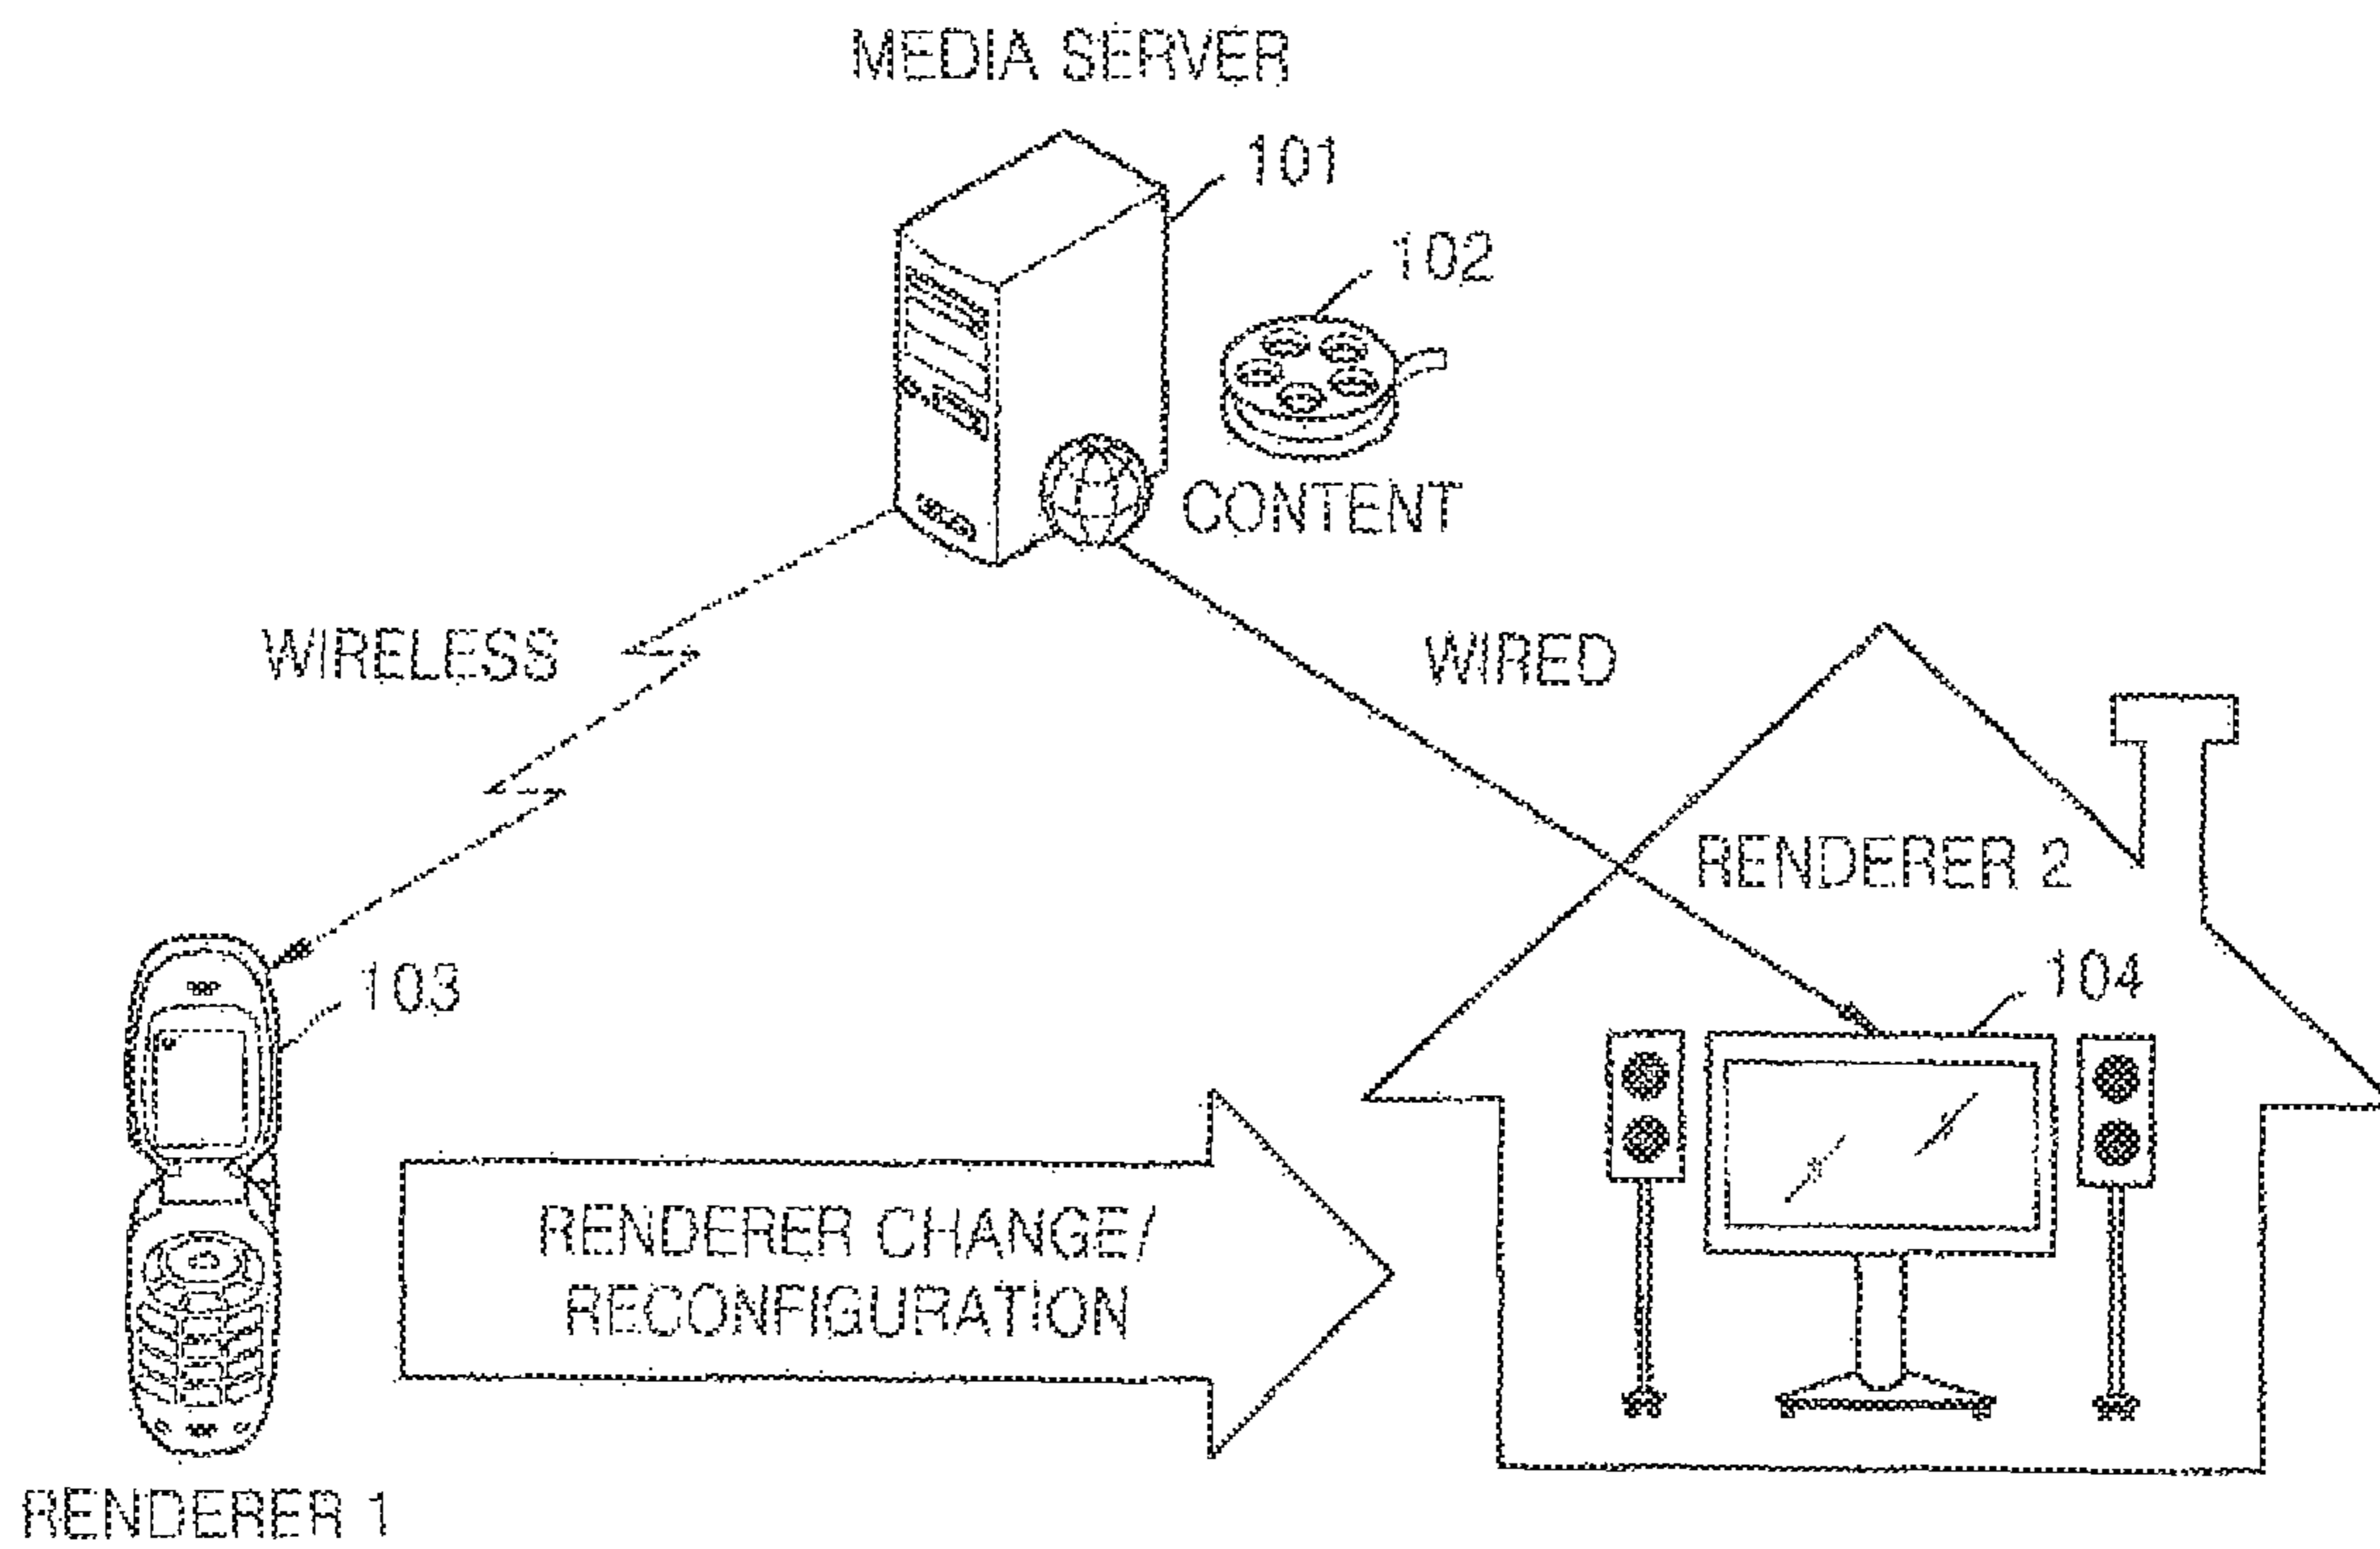 MEDIA SERVER
101
102
CONTENT
WIRELESS
WIRED
RENDERER 2
103
104
RENDERER CHANGE/
RECONFIGURATION
RENDERER 1